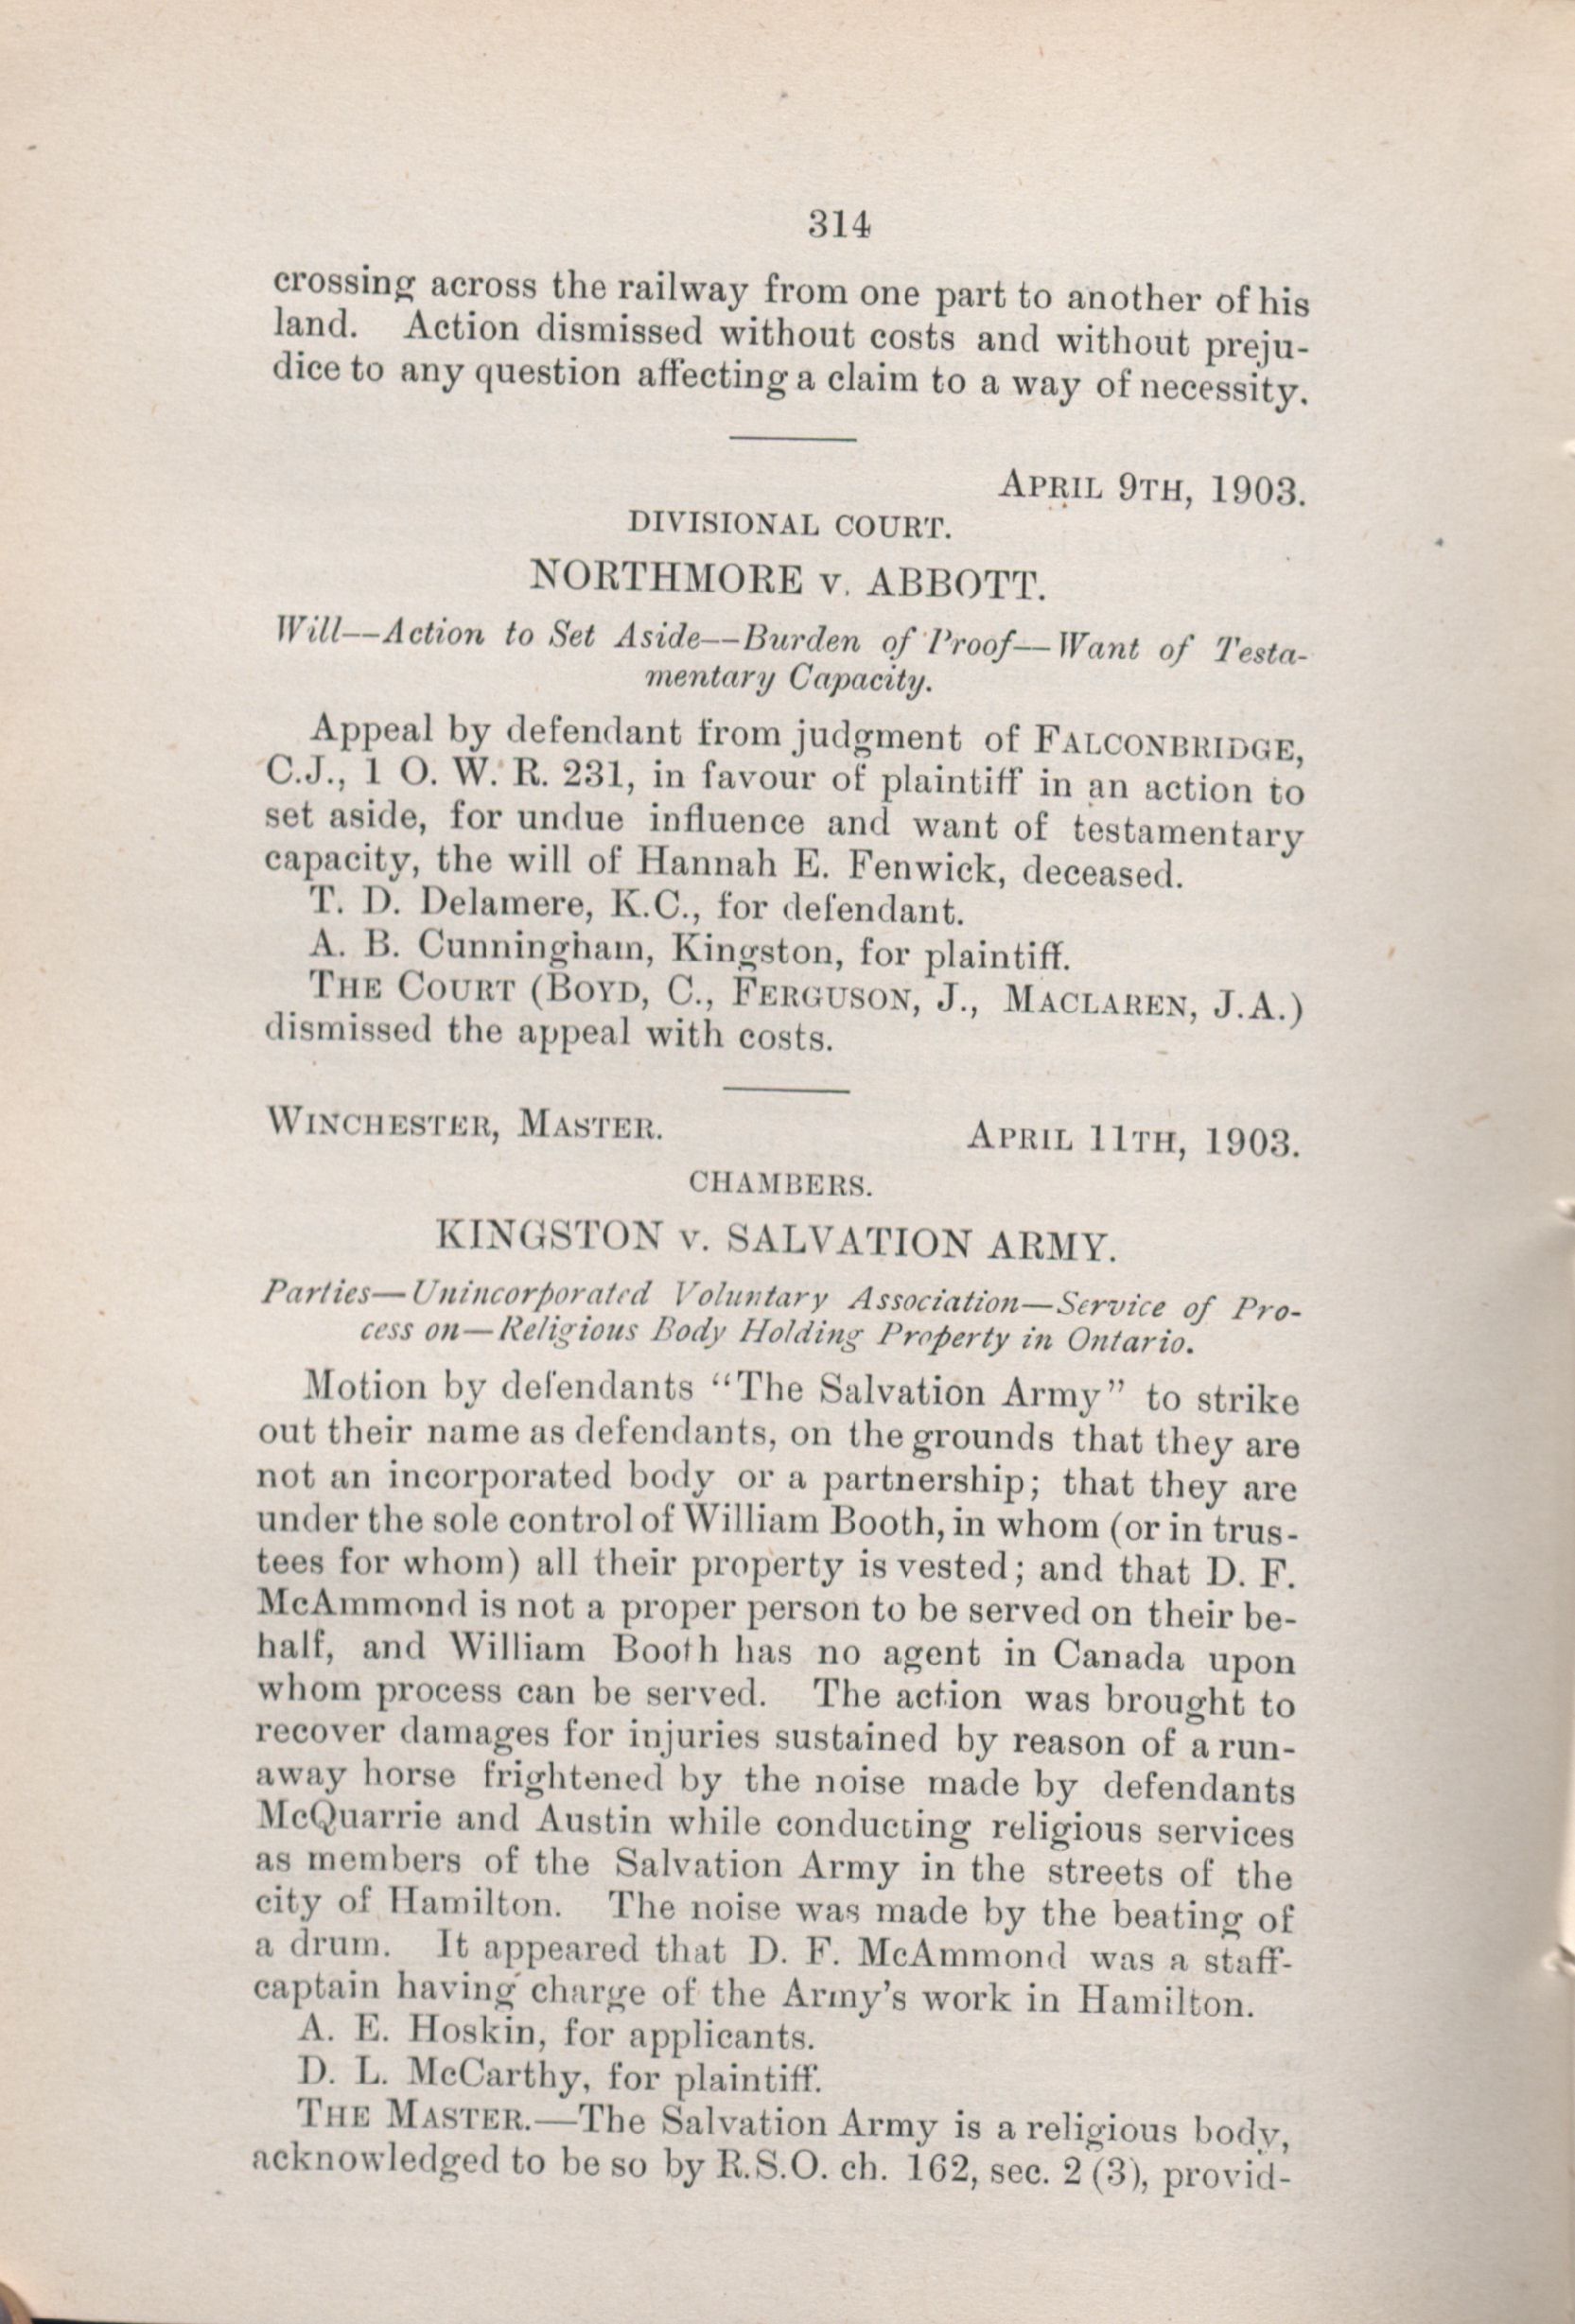 314
crossing across the railway from one part to another of his
land. Action dismissed without costs and without preju-
dice to any question affecting a claim to a way of necessity.
APRIL 9TH, 1903.
DIVISIONAL COURT.
NORTHMORE v. ABBOTT.
Will—Action to Set Aside—Burden of Proof—Want of Testa-
mentary Capacity.
Appeal by defendant from judgment of FALCONBRIDGE,
C.J., 1 O. W. R. 231, in favour of plaintiff in an action to
set aside, for undue influence and want of testamentary
capacity, the will of Hannah E. Fenwick, deceased.
T. D. Delamere, K.C., for defendant.
A. B. Cunningham, Kingston, for plaintiff.
THE COURT (BOYD, C., FERGUSON, J., MACLAREN, J.A.)
dismissed the appeal with costs.
WINCHESTER, MASTER. APRIL 11TH, 1903.
CHAMBERS.
KINGSTON v. SALVATION ARMY.
Parties—Unincorporated Voluntary Association—Service of Pro-
cess on—Religious Body Holding Property in Ontario.
Motion by defendants "The Salvation Army" to strike
out their name as defendants, on the grounds that they are
not an incorporated body or a partnership; that they are
under the sole control of William Booth, in whom (or in trus-
tees for whom) all their property is vested; and that D. F.
McAmmond is not a proper person to be served on their be-
half, and William Booth has no agent in Canada upon
whom process can be served. The action was brought to
recover damages for injuries sustained by reason of a run-
away horse frightened by the noise made by defendants
McQuarrie and Austin while conducting religious services
as members of the Salvation Army in the streets of the
city of Hamilton. The noise was made by the beating of
a drum. It appeared that D. F. McAmmond was a staff-
captain having charge of the Army's work in Hamilton.
A. E. Hoskin, for applicants.
D. L. McCarthy, for plaintiff.
THE MASTER.—The Salvation Army is a religious body,
acknowledged to be so by R.S.O. ch. 162, sec. 2 (3), provid-